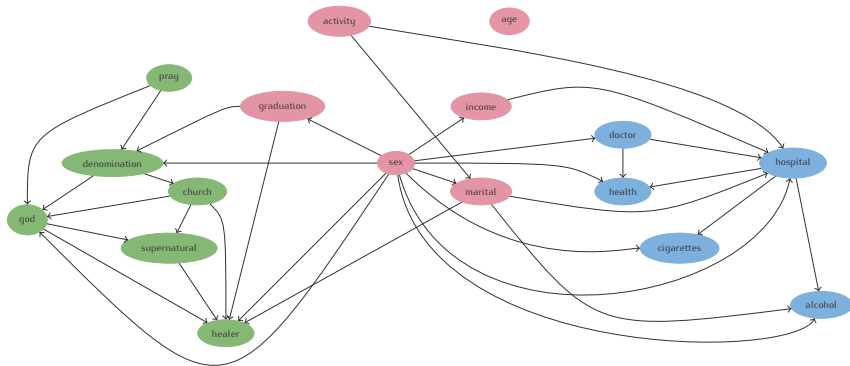 activity
age
pray
graduation
income
doctor
denomination
sex
hospital
church
marital
health
god
supernatural
cigarettes
healer
alcohol